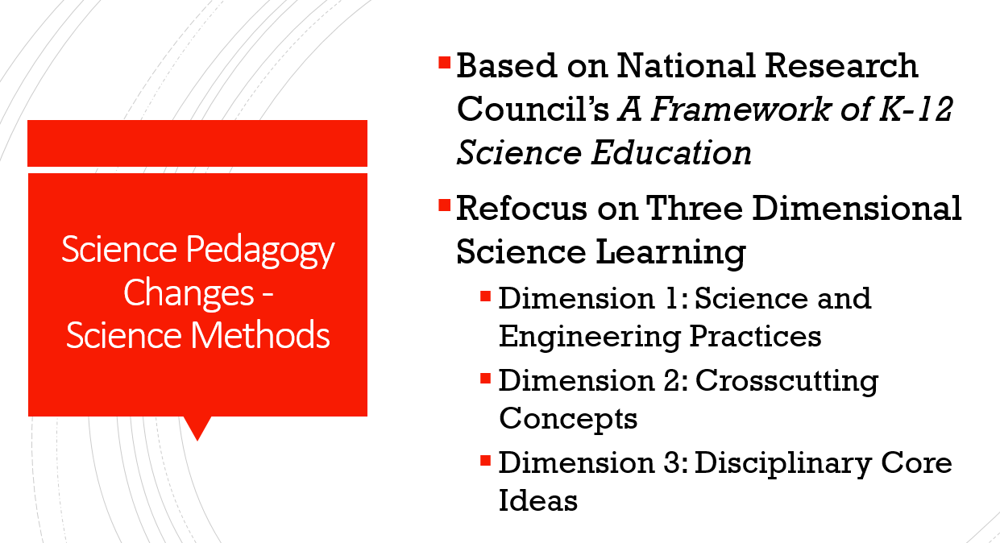 Science Pedagogy
Changes -
Science Methods
Based on National Research
Council’s A Framework of K-12
Science Education
Refocus on Three Dimensional
Science Learning
Dimension 1: Science and
Engineering Practices
Dimension 2: Crosscutting
Concepts
Dimension 3: Disciplinary Core
Ideas